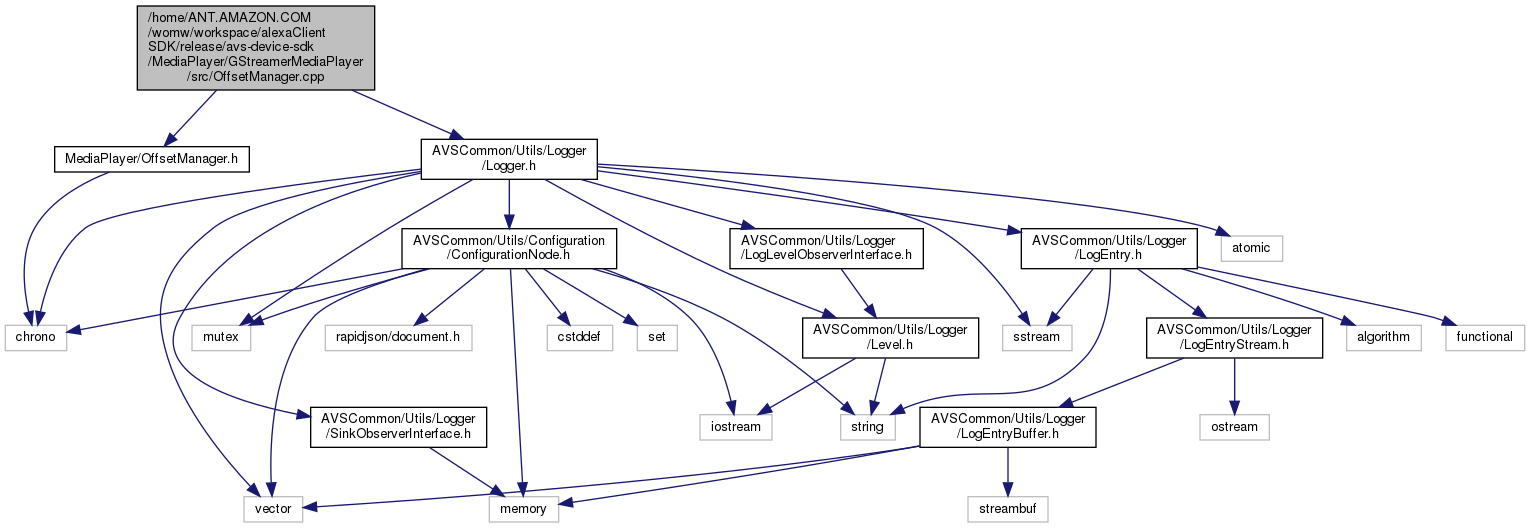 /home/ANT.AMAZON.COM
/womw/workspace/alexaClient
SDK/release/avs-device-sdk
/MediaPlayer/GStreamerMediaPlayer
/src/OffsetManager.cpp
MediaPlayer/OffsetManager.h
AVSCommon/Utils/Logger
/Logger.h
AVSCommon/Utils/Configuration
/ConfigurationNode.h
AVSCommon/Utils/Logger
/LogLevelObserverInterface.h
AVSCommon/Utils/Logger
/LogEntry.h
atomic
chrono
mutex
rapidjson/document.h
cstddef
set
AVSCommon/Utils/Logger
/Level.h
sstream
AVSCommon/Utils/Logger
/LogEntryStream.h
algorithm
functional
AVSCommon/Utils/Logger
/SinkObserverInterface.h
iostream
string
AVSCommon/Utils/Logger
/LogEntryBuffer.h
ostream
vector
memory
streambuf